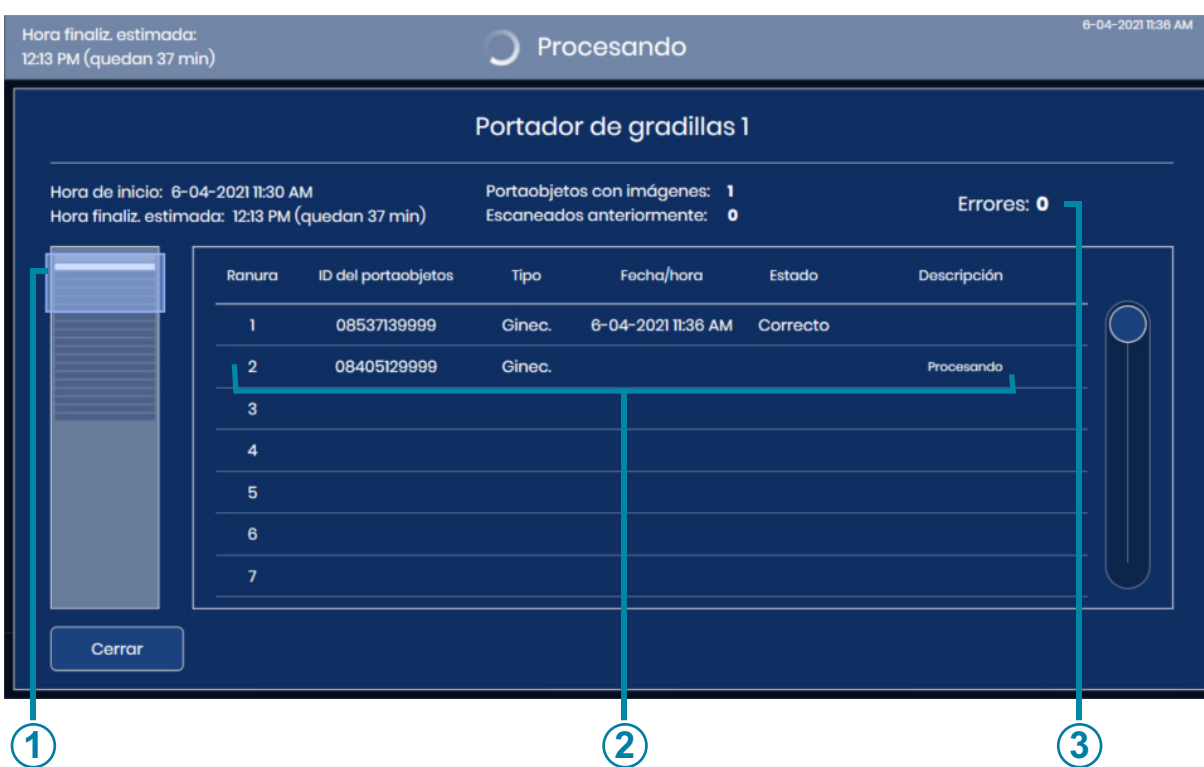 Hora finaliz. estimada:
12:13 PM (quedan 37 min)
Procesando
6-04-2021 11:36 AM
Portador de gradillas 1
Hora de inicio: 6-04-2021 11:30 AM
Hora finaliz. estimada: 12:13 PM (quedan 37 min)
Portaobjetos con imágenes: 1
Escaneados anteriormente: 0
Errores: 0
Ranura ID del portaobjetos Tipo Fecha/hora Estado Descripción
1 08537139999 Ginec. 6-04-2021 11:36 AM Correcto
2 08405129999 Ginec. Procesando
3
4
5
6
7
Cerrar
1 2 3